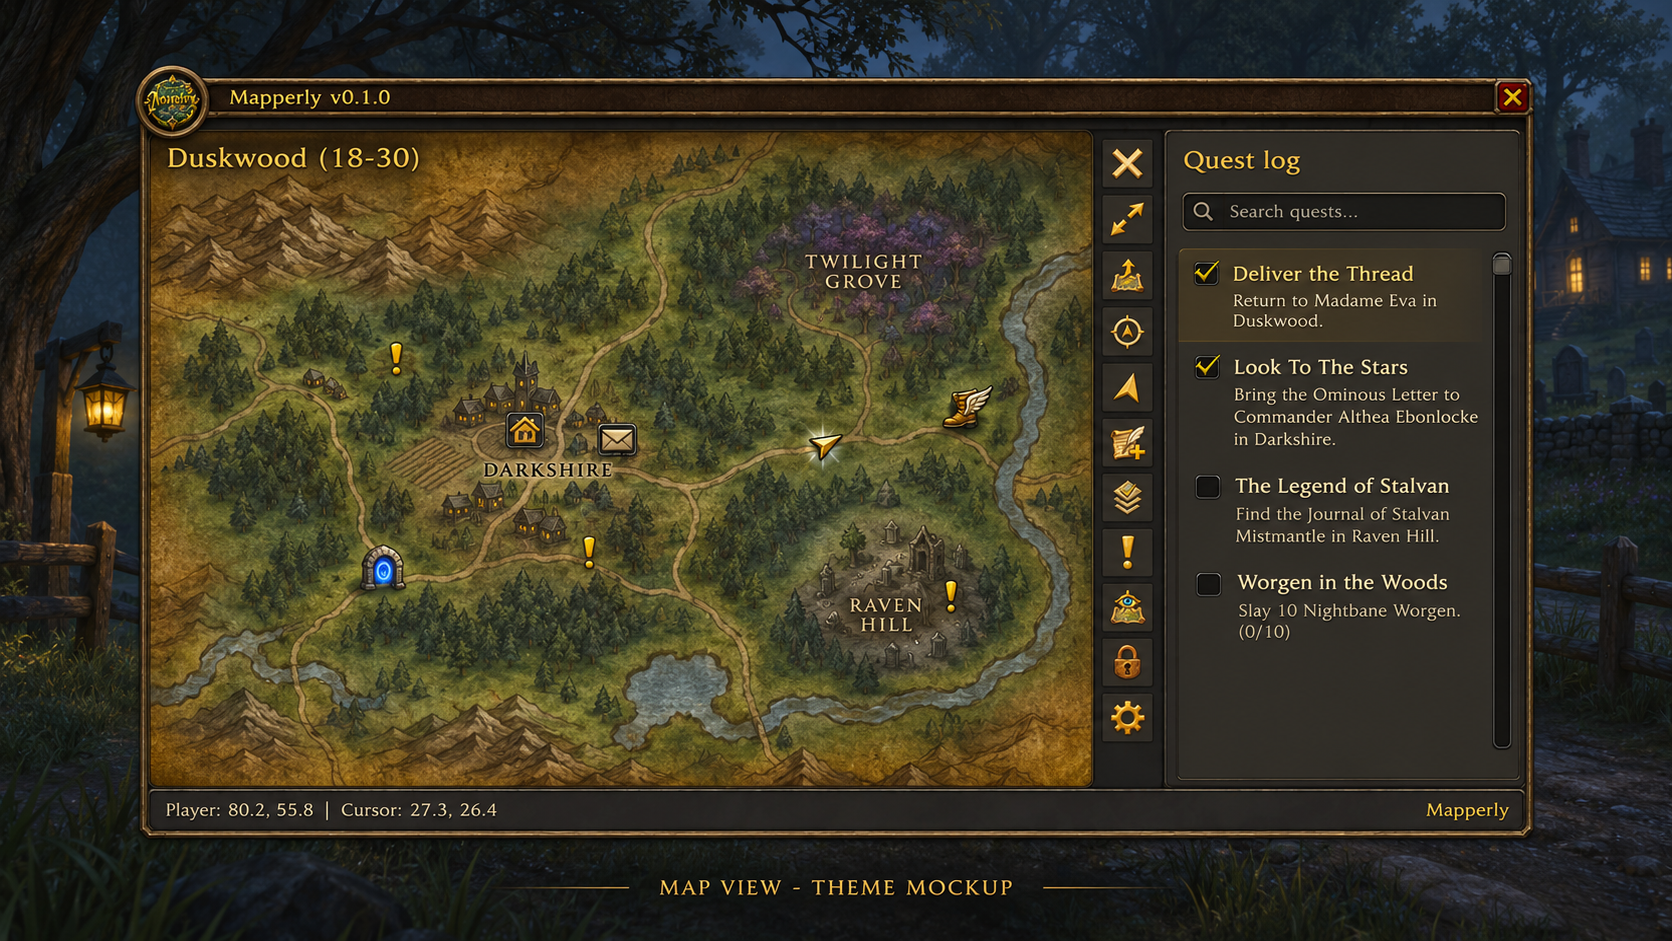 Mapperly v0.1.0
Duskwood (18-30)
TWILIGHT
GROVE
DARKSHIRE
RAVEN
HILL
Quest log
Search quests...
Deliver the Thread
Return to Madame Eva in
Duskwood.
Look To The Stars
Bring the Ominous Letter to
Commander Althea Ebonlocke
in Darkshire.
The Legend of Stalvan
Find the Journal of Stalvan
Mistmantle in Raven Hill.
Worgen in the Woods
Slay 10 Nightbane Worgen.
(0/10)
Player: 80.2, 55.8 | Cursor: 27.3, 26.4
Mapperly
MAP VIEW - THEME MOCKUP